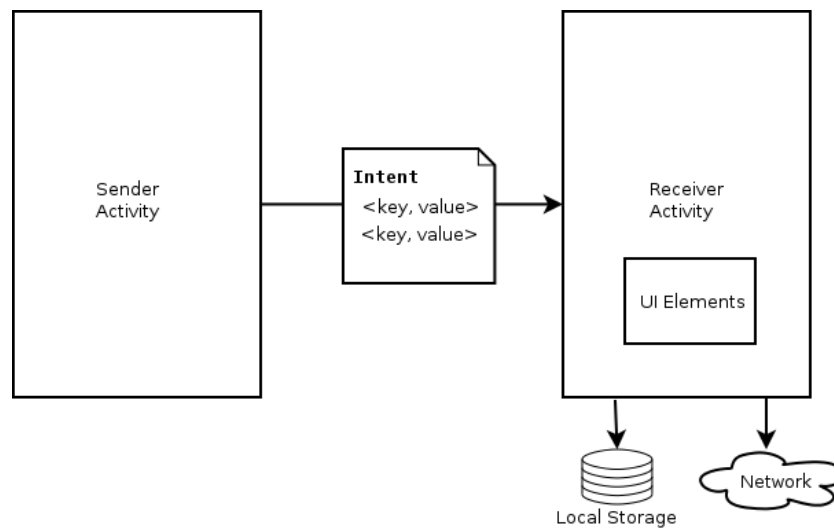 Sender
Activity
Intent
<key, value>
<key, value>
Receiver
Activity
UI Elements
Local Storage
Network